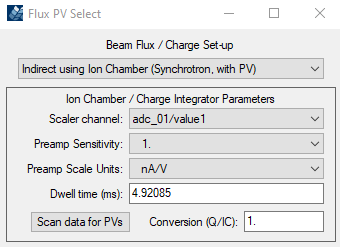 Flux PV Select
Beam Flux / Charge Set-up
Indirect using Ion Chamber (Synchrotron, with PV)
Ion Chamber / Charge Integrator Parameters
Scaler channel: adc_01/value1
Preamp Sensitivity: 1.
Preamp Scale Units: nA/V
Dwell time (ms): 4.92085
Scan data for PVs Conversion (Q/IC): 1.